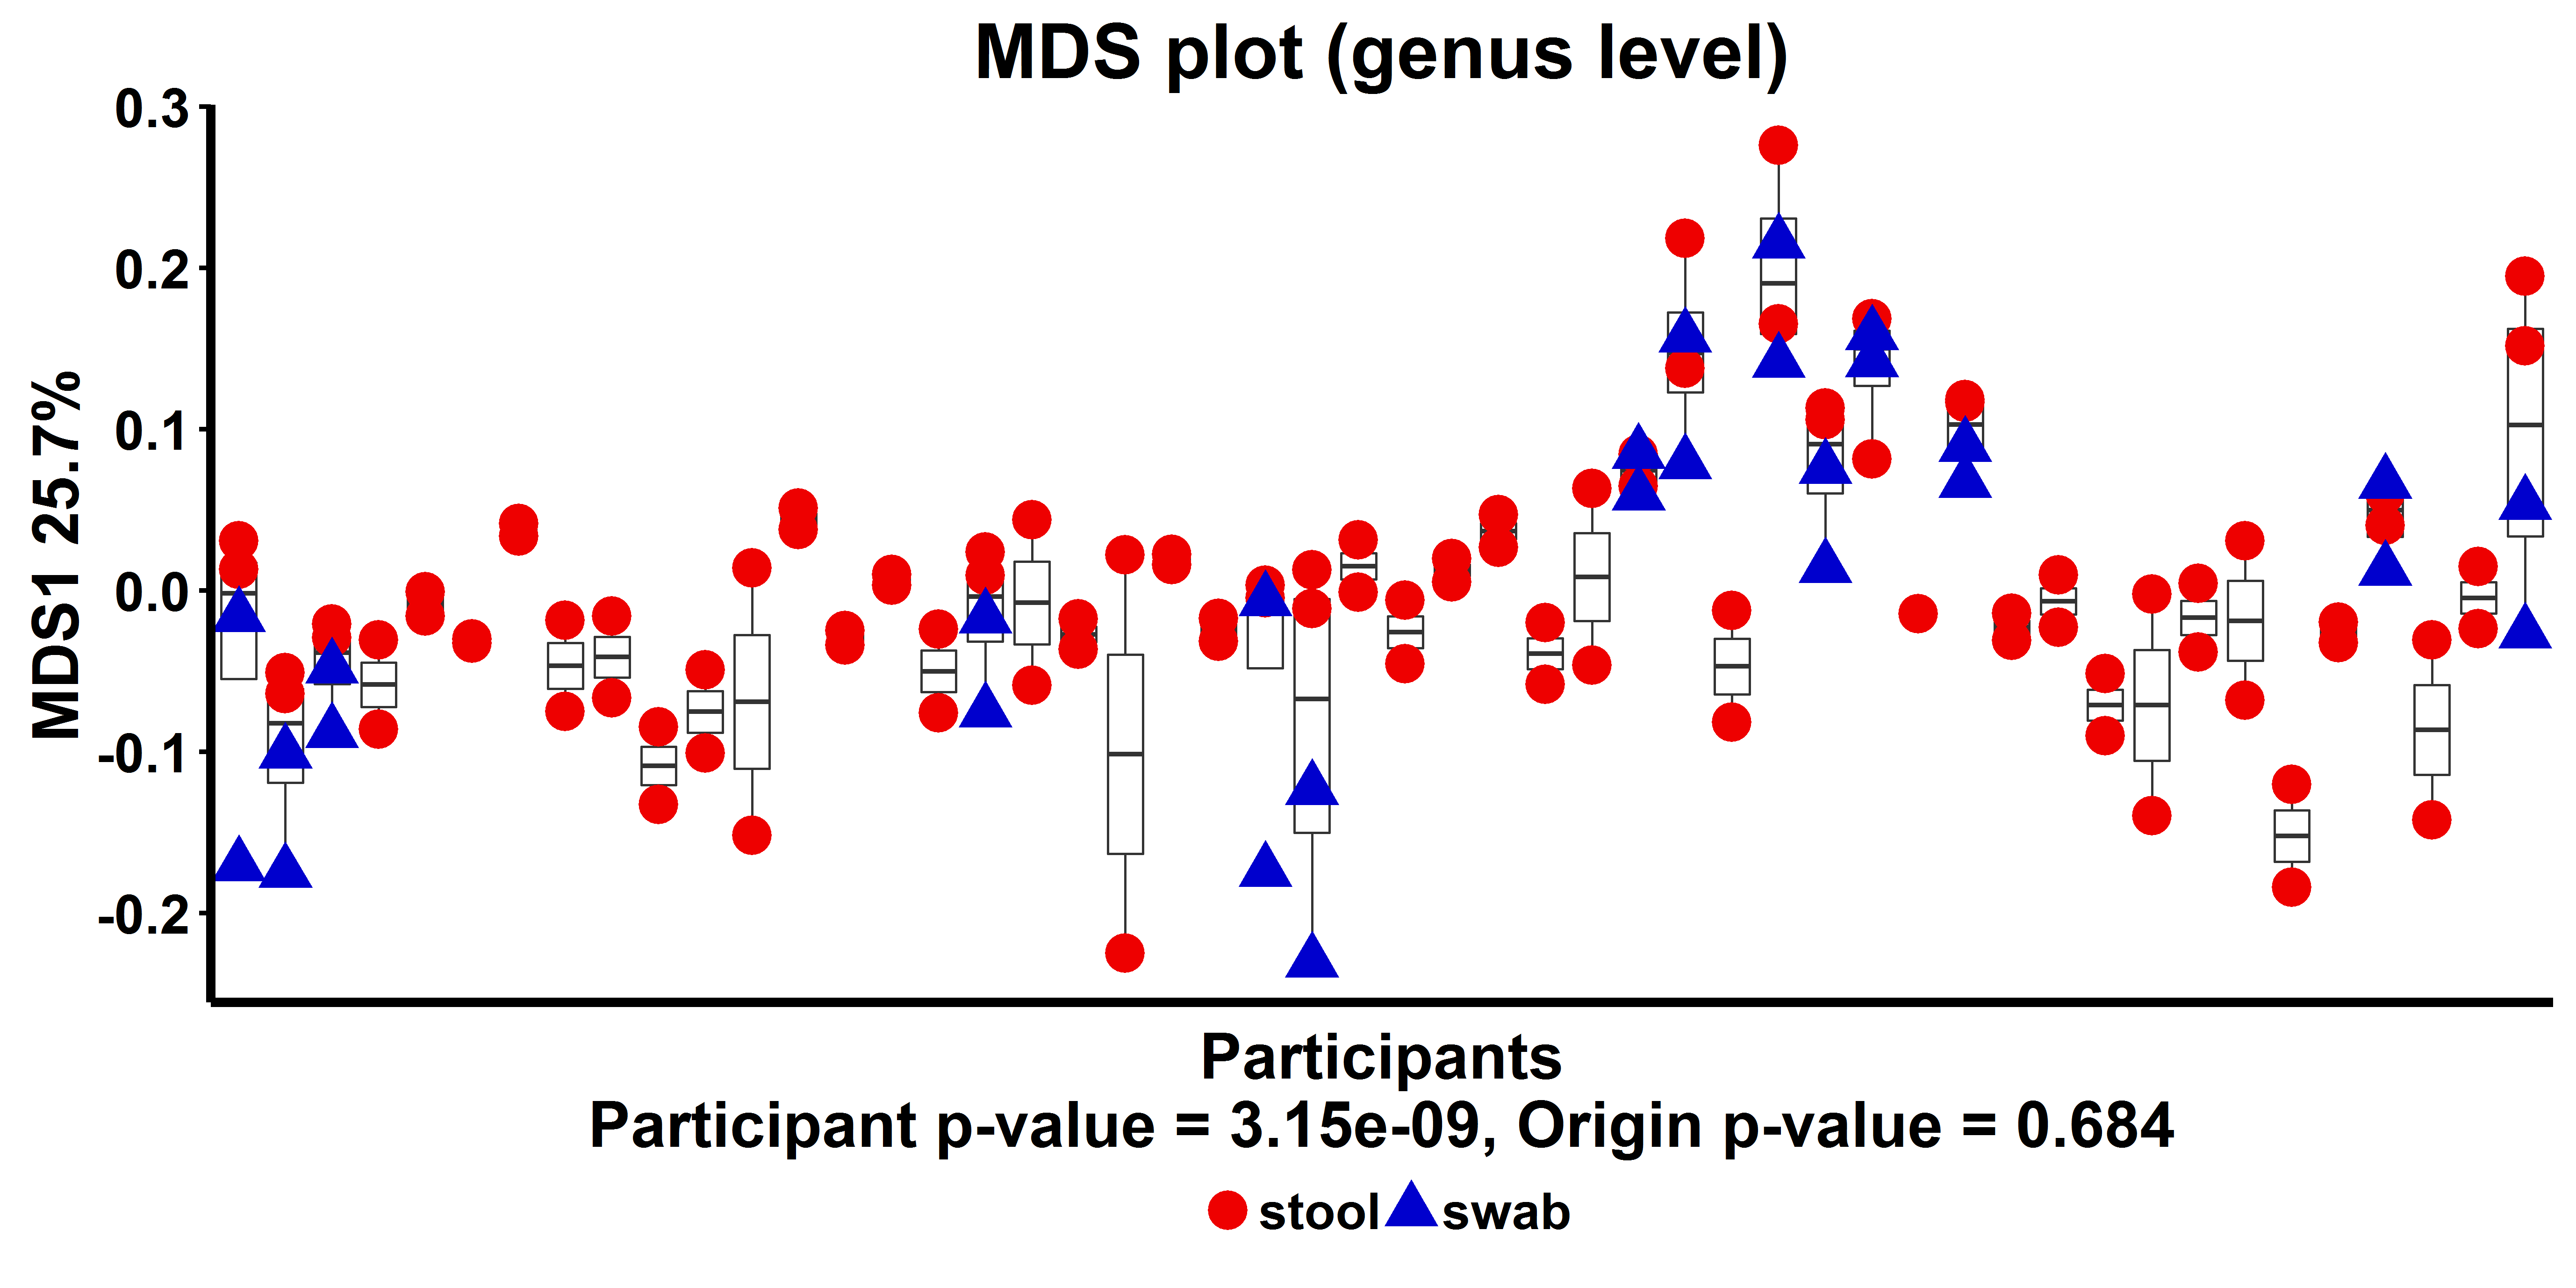 MDS plot (genus level)
0.3
0.2
0.1
0.0
-0.1
-0.2
MDS1 25.7%
Participants
Participant p-value = 3.15e-09, Origin p-value = 0.684
stool swab